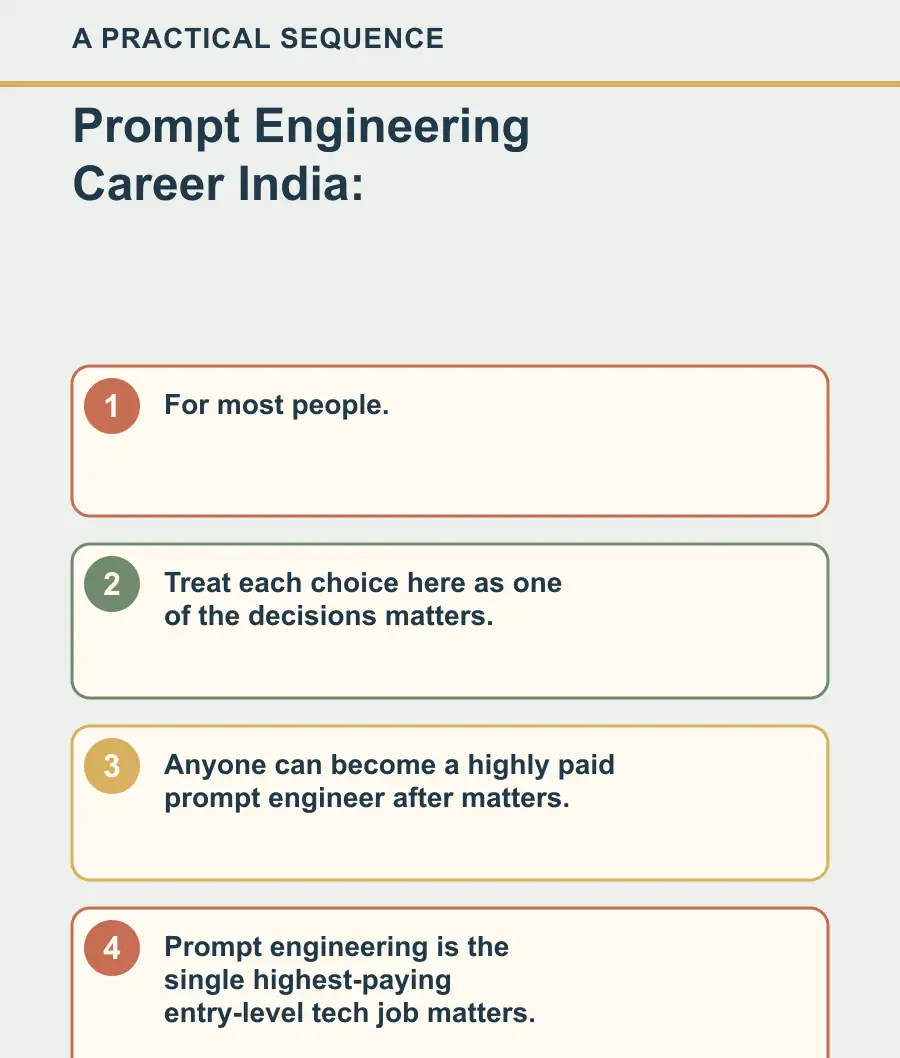 A PRACTICAL SEQUENCE
Prompt Engineering
Career India:
1
For most people.
2
Treat each choice here as one
of the decisions matters.
3
Anyone can become a highly paid
prompt engineer after matters.
4
Prompt engineering is the
single highest-paying
entry-level tech job matters.